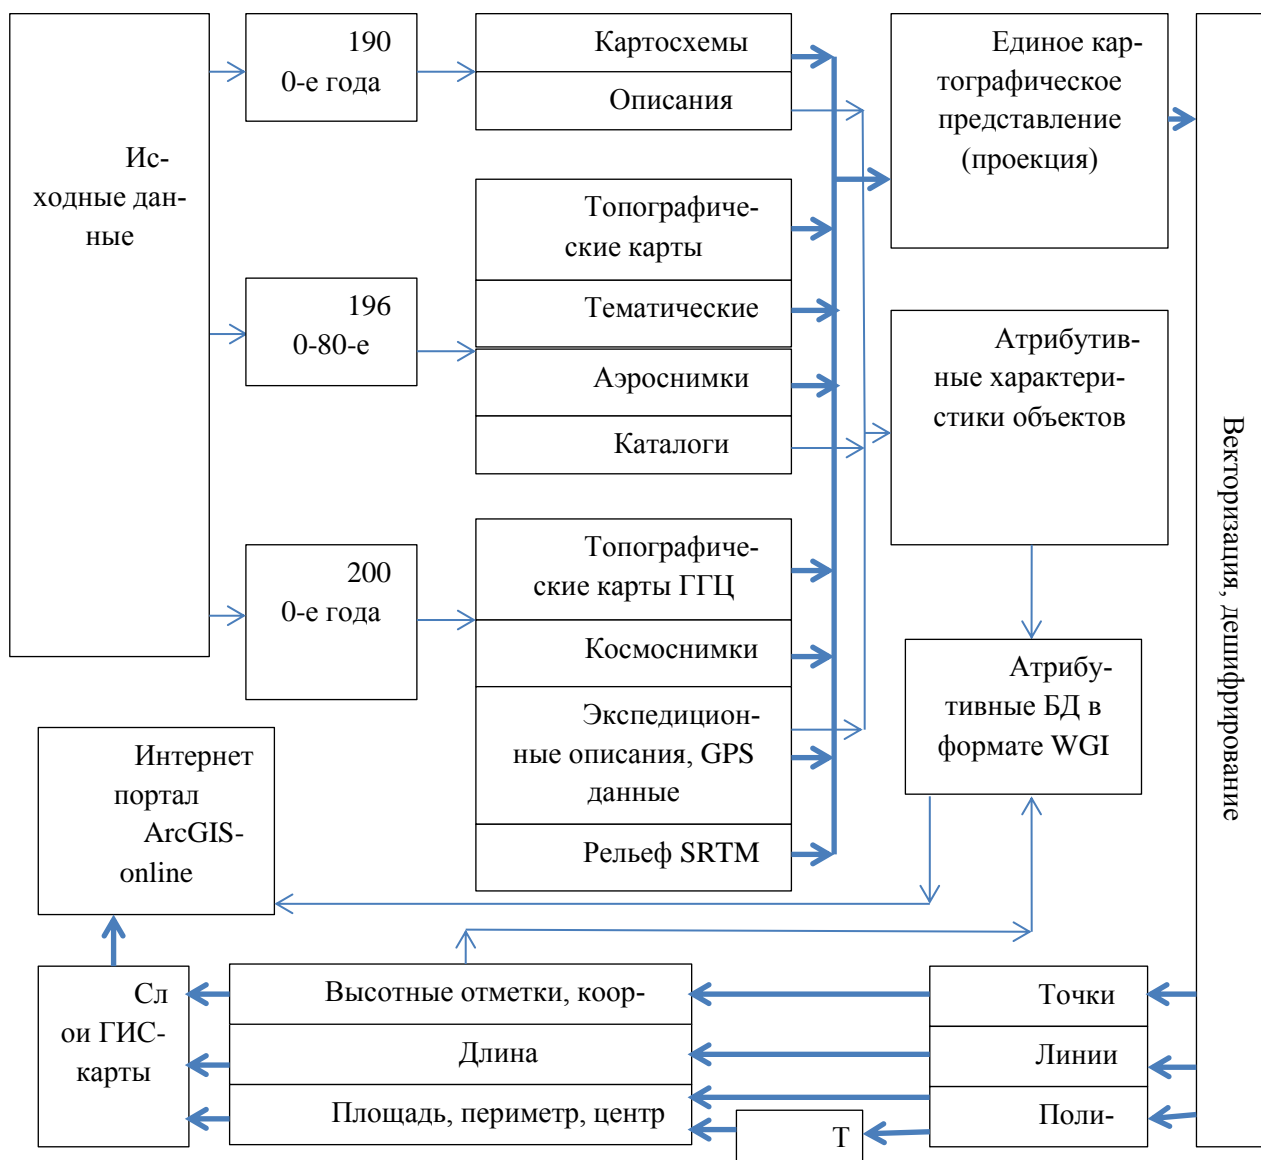 Ис-
ходные дан-
ные
190
0-е года
Картосхемы
Описания
Единое кар-
тографическое
представление
(проекция)
196
0-80-е
Топографиче-
ские карты
Тематические
Аэроснимки
Каталоги
Атрибутив-
ные характери-
стики объектов
Векторизация, дешифрирование
200
0-е года
Топографиче-
ские карты ГГЦ
Космоснимки
Экспедицион-
ные описания, GPS
данные
Рельеф SRTM
Атрибу-
тивные БД в
формате WGI
Интернет
портал
ArcGIS-
online
Сл
ои ГИС-
карты
Высотные отметки, коор-
Длина
Площадь, периметр, центр
Т
Точки
Линии
Поли-